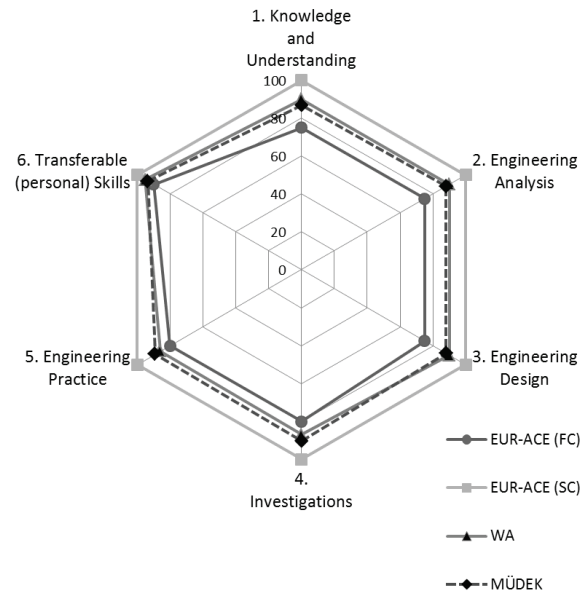 1. Knowledge
and
Understanding
100
80
60
40
20
0
6. Transferable
(personal) Skills
2. Engineering
Analysis
5. Engineering
Practice
3. Engineering
Design
4.
Investigations
EUR-ACE (FC)
EUR-ACE (SC)
WA
MÜDEK